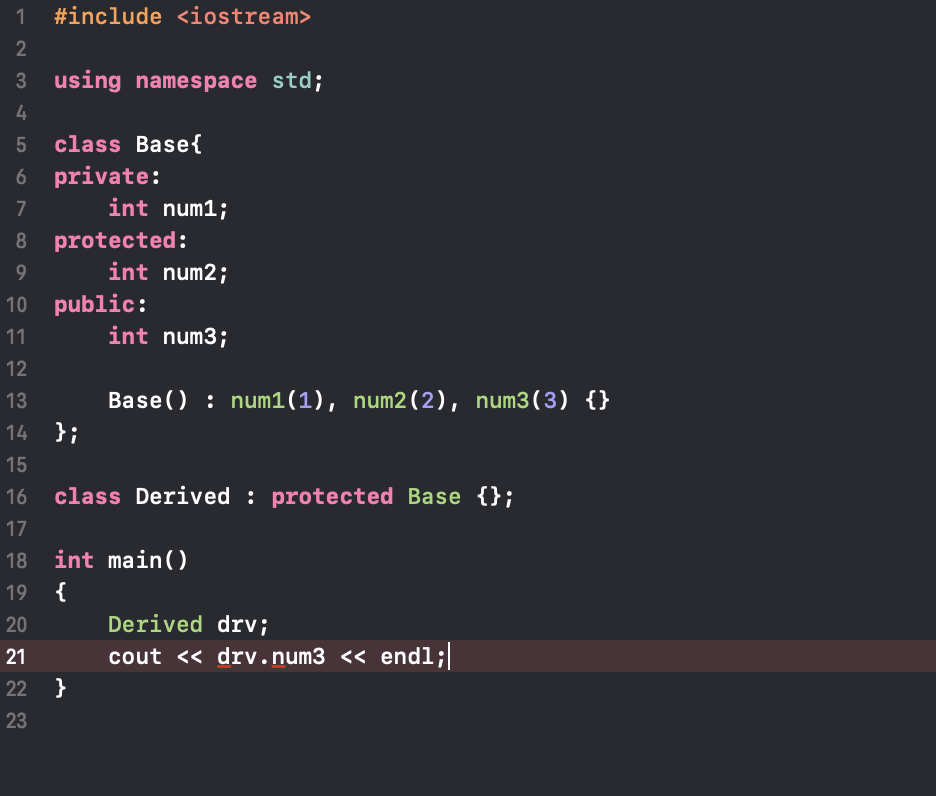 1 #include <iostream>
2
3 using namespace std;
4
5 class Base{
6 private:
7     int num1;
8 protected:
9     int num2;
10 public:
11     int num3;
12
13     Base() : num1(1), num2(2), num3(3) {}
14 };
15
16 class Derived : protected Base {};
17
18 int main()
19 {
20     Derived drv;
21     cout << drv.num3 << endl;
22 }
23